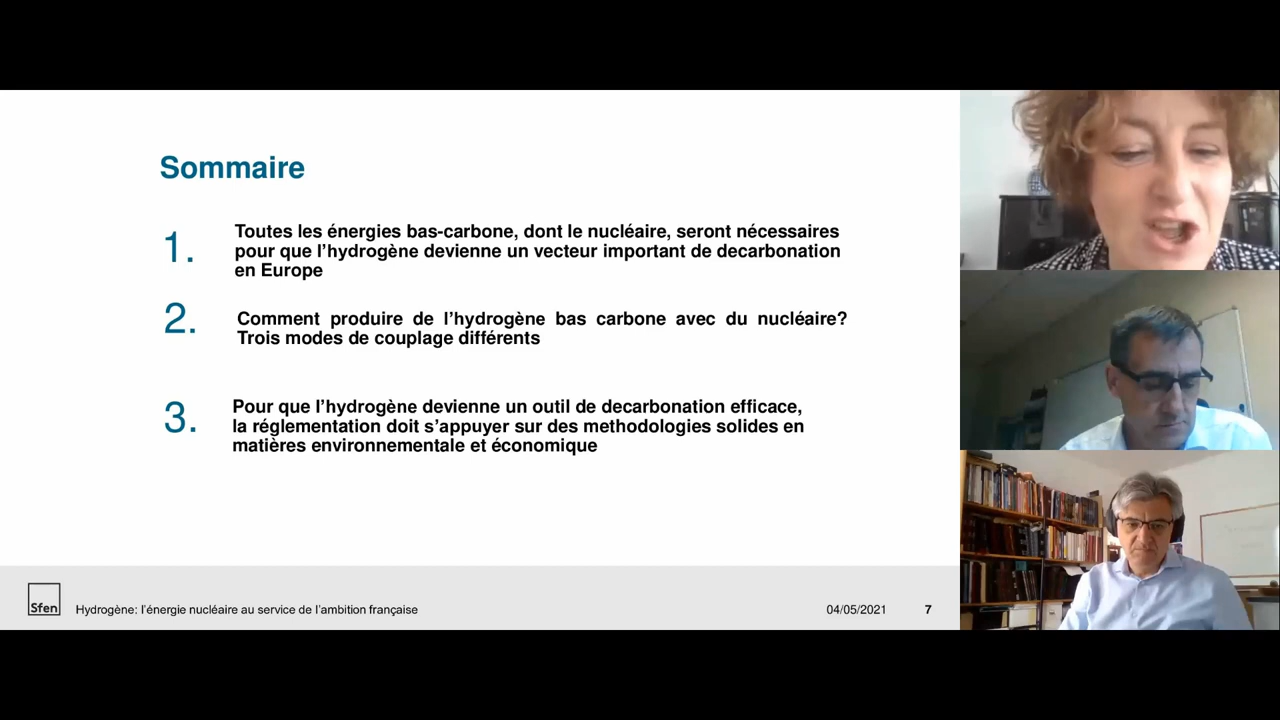 Sommaire
1.
Toutes les énergies bas-carbone, dont le nucléaire, seront nécessaires
pour que l’hydrogène devienne un vecteur important de decarbonation
en Europe
2.
Comment produire de l’hydrogène bas carbone avec du nucléaire?
Trois modes de couplage différents
3.
Pour que l’hydrogène devienne un outil de decarbonation efficace,
la réglementation doit s’appuyer sur des methodologies solides en
matières environnementale et économique
Sfen
Hydrogène: l’énergie nucléaire au service de l’ambition française
04/05/2021
7